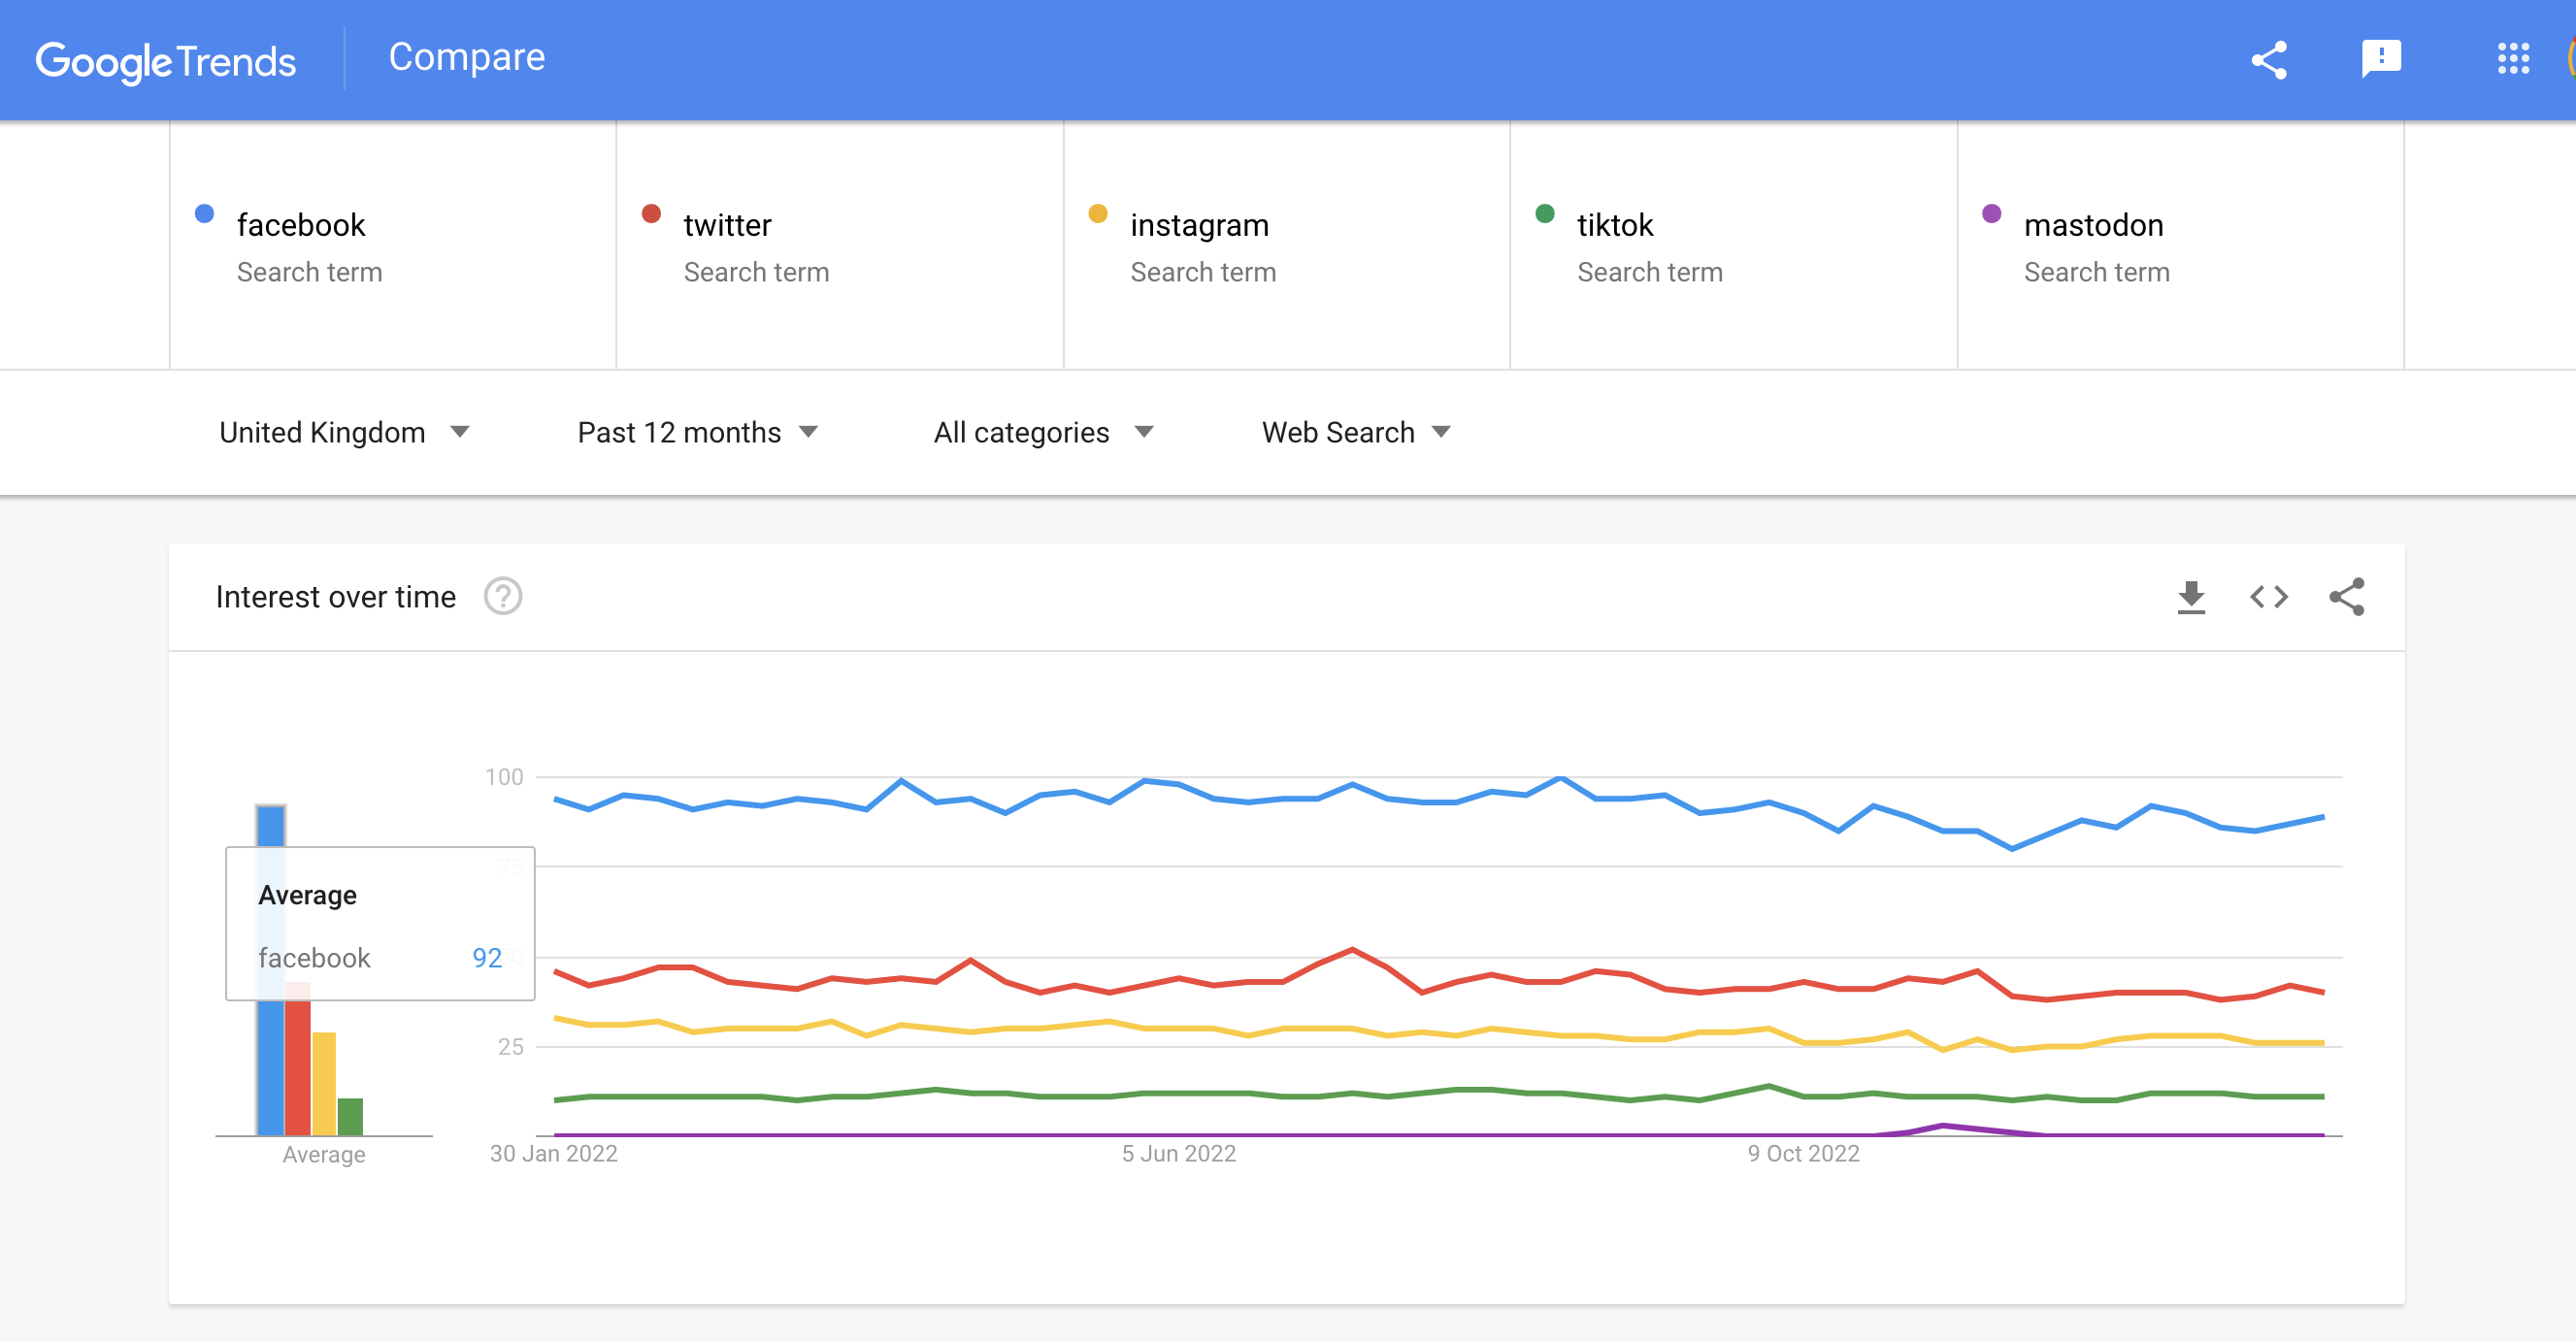 GoogleTrends Compare
facebook
Search term
twitter
Search term
instagram
Search term
tiktok
Search term
mastodon
Search term
United Kingdom Past 12 months All categories Web Search
Interest over time ?
100
75
50
25
Average
facebook 92
Average
30 Jan 2022 5 Jun 2022 9 Oct 2022